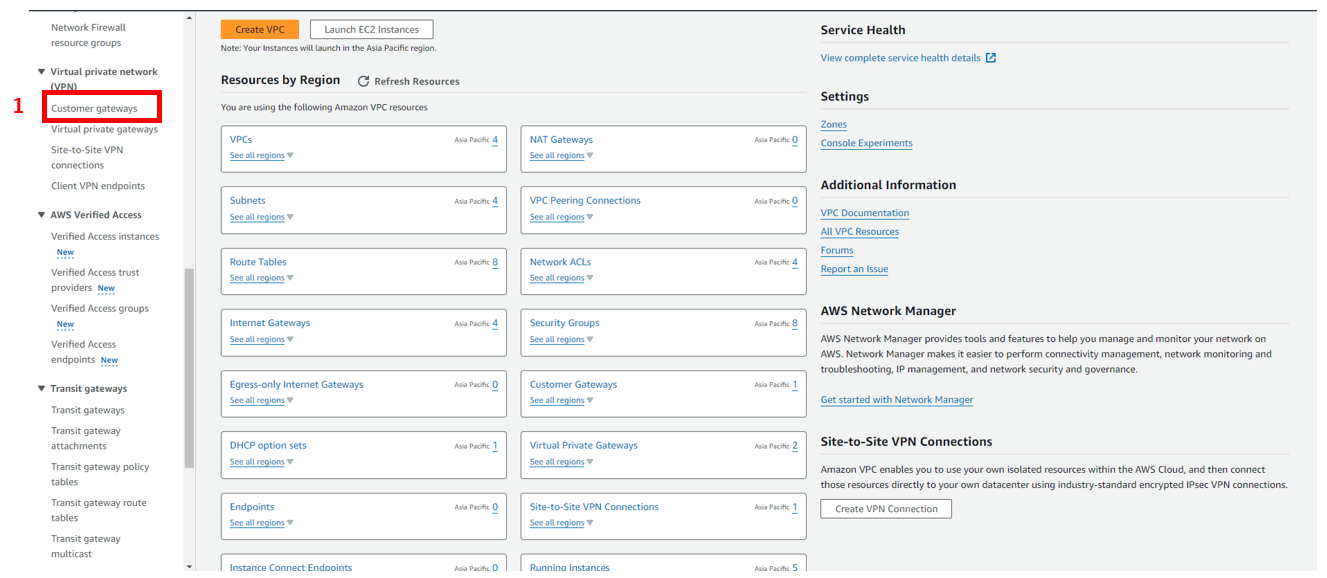 Network Firewall
resource groups
Virtual private network
(VPN)
1
Customer gateways
Virtual private gateways
Site-to-Site VPN
connections
Client VPN endpoints
AWS Verified Access
Verified Access instances
New
Verified Access trust
providers New
Verified Access groups
New
Verified Access
endpoints New
Transit gateways
Transit gateways
Transit gateway
attachments
Transit gateway policy
tables
Transit gateway route
tables
Transit gateway
multicast
Create VPC Launch EC2 Instances
Note: Your Instances will launch in the Asia Pacific region.
Resources by Region Refresh Resources
You are using the following Amazon VPC resources
VPCs Asia Pacific 4
See all regions
NAT Gateways Asia Pacific 0
See all regions
Subnets Asia Pacific 4
See all regions
VPC Peering Connections Asia Pacific 0
See all regions
Route Tables Asia Pacific 8
See all regions
Network ACLs Asia Pacific 4
See all regions
Internet Gateways Asia Pacific 4
See all regions
Security Groups Asia Pacific 8
See all regions
Egress-only Internet Gateways Asia Pacific 0
See all regions
Customer Gateways Asia Pacific 1
See all regions
DHCP option sets Asia Pacific 1
See all regions
Virtual Private Gateways Asia Pacific 2
See all regions
Endpoints Asia Pacific 0
See all regions
Site-to-Site VPN Connections Asia Pacific 1
See all regions
Instance Connect Endpoints Asia Pacific 0
Running Instances Asia Pacific 5
Service Health
View complete service health details
Settings
Zones
Console Experiments
Additional Information
VPC Documentation
All VPC Resources
Forums
Report an Issue
AWS Network Manager
AWS Network Manager provides tools and features to help you manage and monitor your network on
AWS. Network Manager makes it easier to perform connectivity management, network monitoring and
troubleshooting, IP management, and network security and governance.
Get started with Network Manager
Site-to-Site VPN Connections
Amazon VPC enables you to use your own isolated resources within the AWS Cloud, and then connect
those resources directly to your own datacenter using industry-standard encrypted IPsec VPN connections.
Create VPN Connection